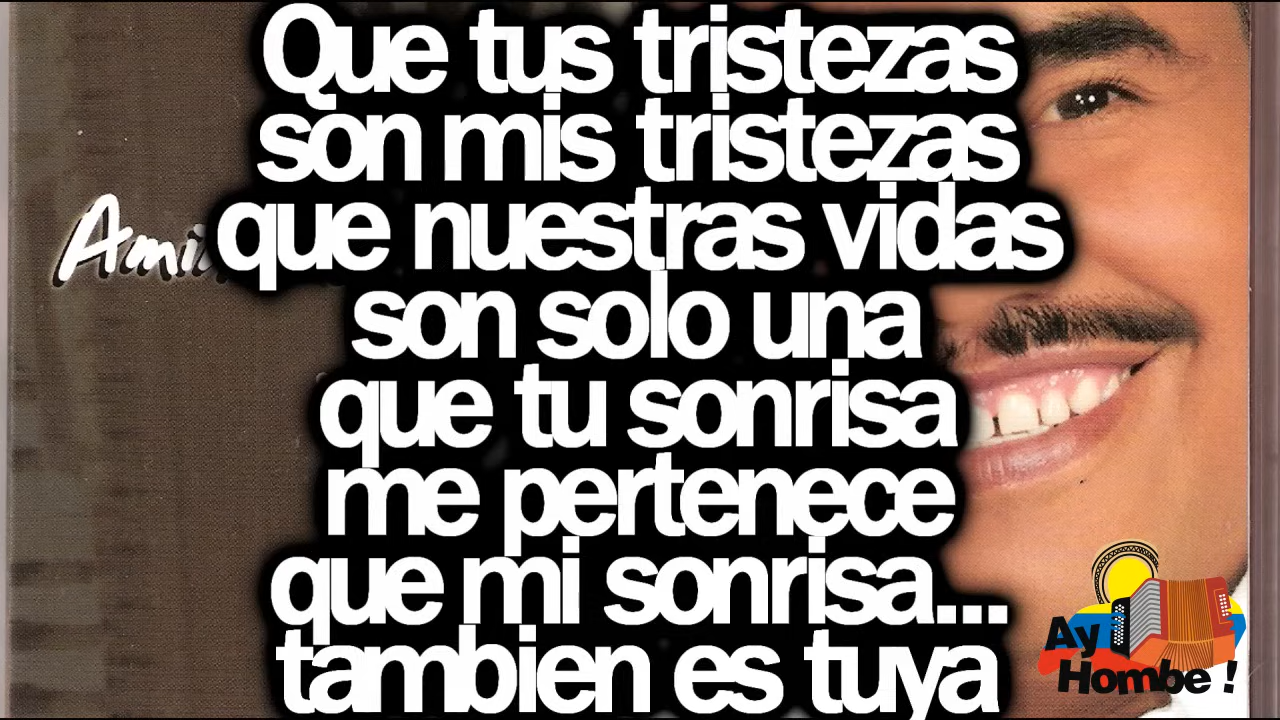 Que tus tristezas
son mis tristezas
que nuestras vidas
son solo una
que tu sonrisa
me pertenece
que mi sonrisa...
tambien es tuya
Ay
Hombe !